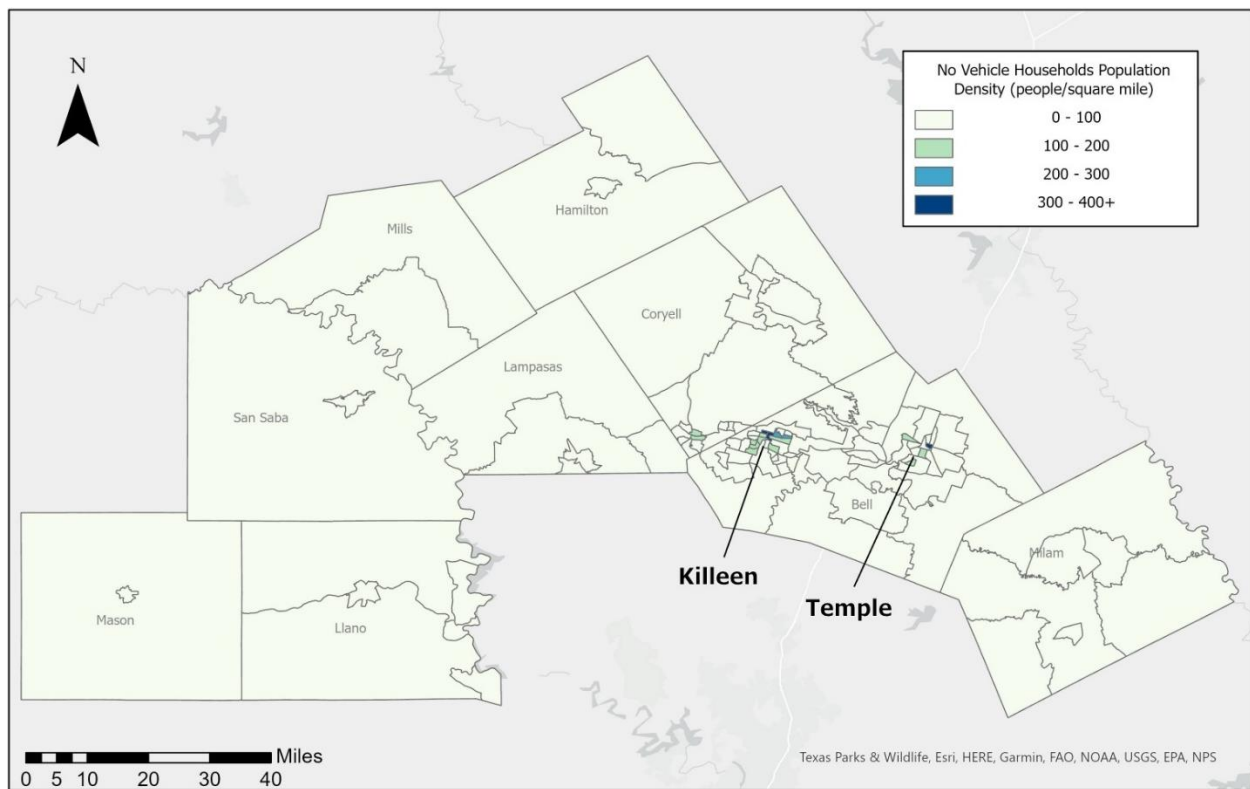 N
No Vehicle Households Population
Density (people/square mile)
0 - 100
100 - 200
200 - 300
300 - 400+
Hamilton
Mills
Coryell
Lampasas
San Saba
Bell
Milam
Killeen
Temple
Mason
Llano
Miles
0 5 10 20 30 40
Texas Parks & Wildlife, Esri, HERE, Garmin, FAO, NOAA, USGS, EPA, NPS